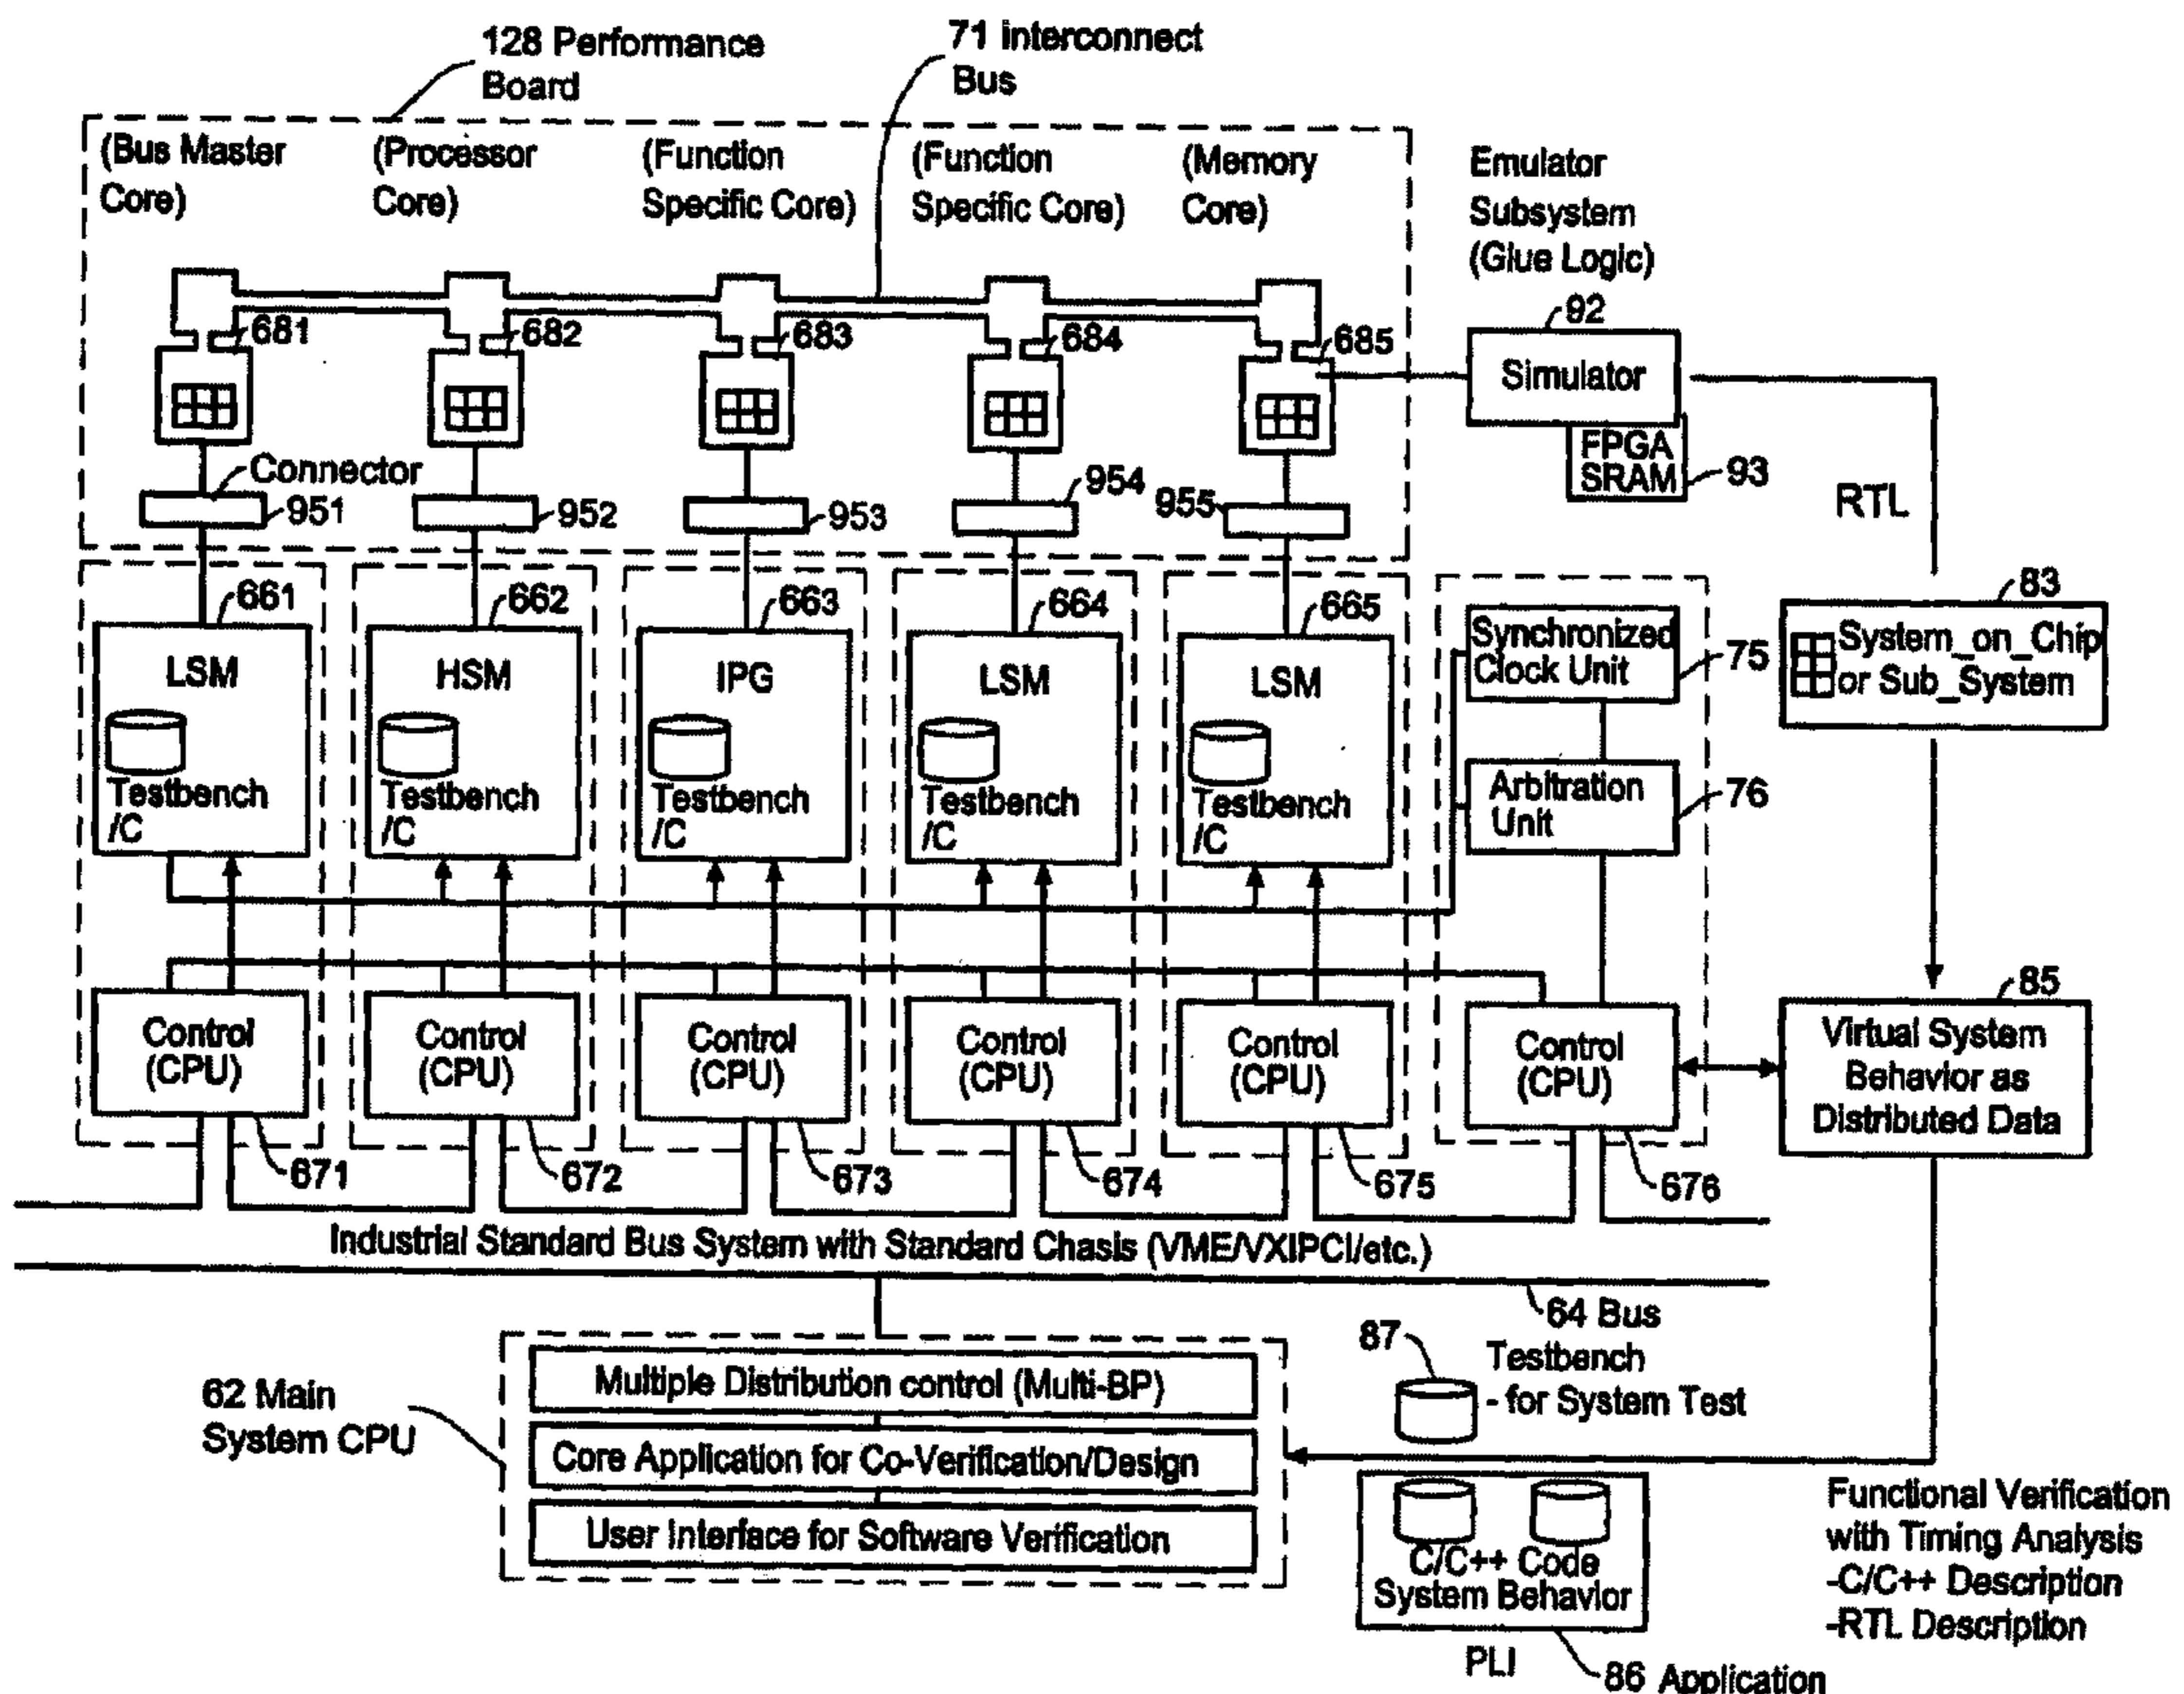 128 Performance
Board
71 Interconnect
Bus
(Bus Master
Core)
(Processor
Core)
(Function
Specific Core)
(Function
Specific Core)
(Memory
Core)
Emulator
Subsystem
(Glue Logic)
681
682
683
684
685
92
Simulator
FPGA
SRAM
93
RTL
Connector
951
952
953
954
955
661
LSM
Testbench
/C
662
HSM
Testbench
/C
663
IPG
Testbench
/C
664
LSM
Testbench
/C
665
LSM
Testbench
/C
Synchronized
Clock Unit
75
Arbitration
Unit
76
83
System_on_Chip
or Sub_System
Control
(CPU)
671
Control
(CPU)
672
Control
(CPU)
673
Control
(CPU)
674
Control
(CPU)
675
Control
(CPU)
676
85
Virtual System
Behavior as
Distributed Data
Industrial Standard Bus System with Standard Chasis (VME/VXIPCI/etc.)
64 Bus
62 Main
System CPU
Multiple Distribution control (Multi-BP)
Core Application for Co-Verification/Design
User Interface for Software Verification
87
Testbench
- for System Test
C/C++ Code
System Behavior
PLI
86 Application
Functional Verification
with Timing Analysis
-C/C++ Description
-RTL Description